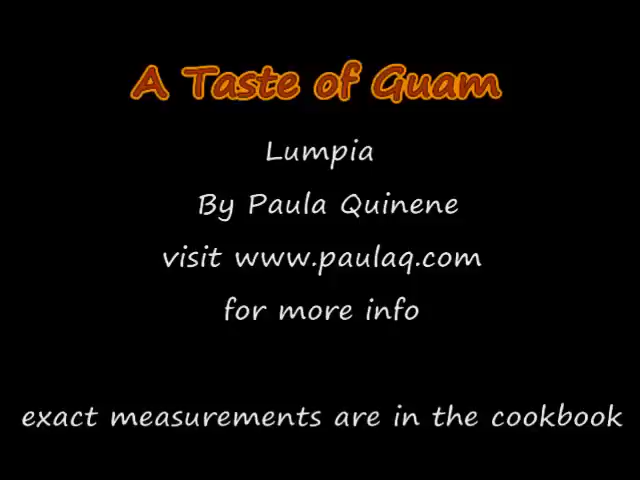 A Taste of Guam
Lumpia
By Paula Quinene
visit www.paulaq.com
for more info
exact measurements are in the cookbook